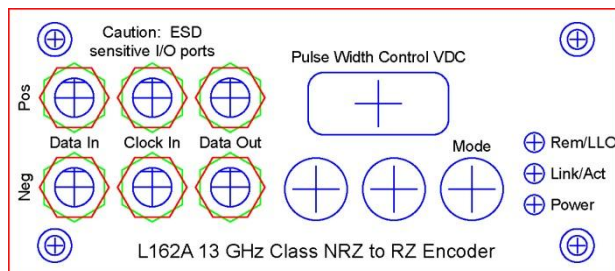 Caution: ESD
sensitive I/O ports
Pulse Width Control VDC
Pos
Data In
Clock In
Data Out
Mode
Rem/LLO
Neg
Link/Act
Power
L162A 13 GHz Class NRZ to RZ Encoder